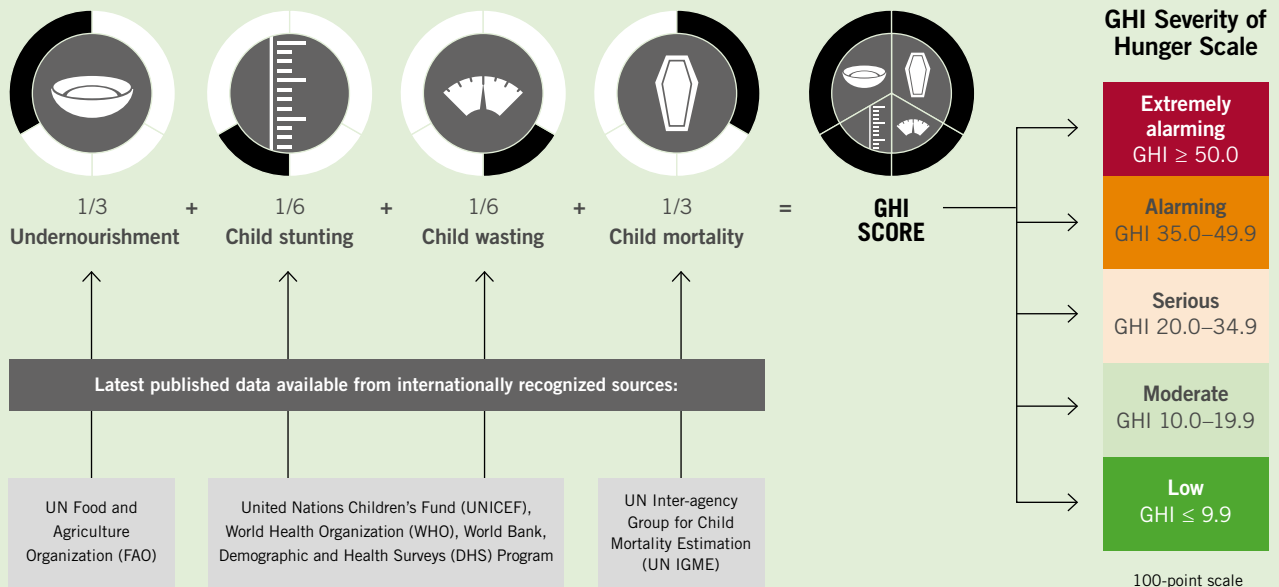 1/3
Undernourishment
+
1/6
Child stunting
+
1/6
Child wasting
+
1/3
Child mortality
=
GHI
SCORE
Latest published data available from internationally recognized sources:
UN Food and
Agriculture
Organization (FAO)
United Nations Children’s Fund (UNICEF),
World Health Organization (WHO), World Bank,
Demographic and Health Surveys (DHS) Program
UN Inter-agency
Group for Child
Mortality Estimation
(UN IGME)
GHI Severity of
Hunger Scale
Extremely
alarming
GHI ≥ 50.0
Alarming
GHI 35.0–49.9
Serious
GHI 20.0–34.9
Moderate
GHI 10.0–19.9
Low
GHI ≤ 9.9
100-point scale